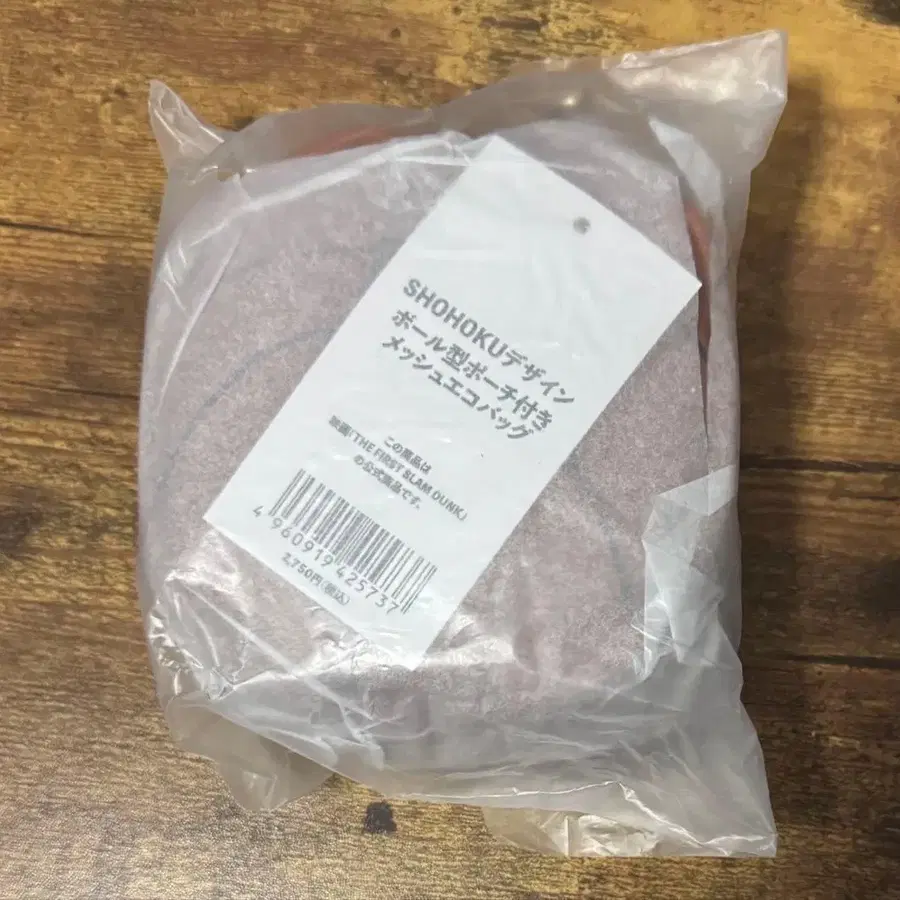 SHOHOKUデザイン
ボール型ポーチ付き
メッシュエコバッグ
この商品は
映画「THE FIRST SLAM DUNK」
の公式商品です。
4 960919 425737
2,750円(税込)